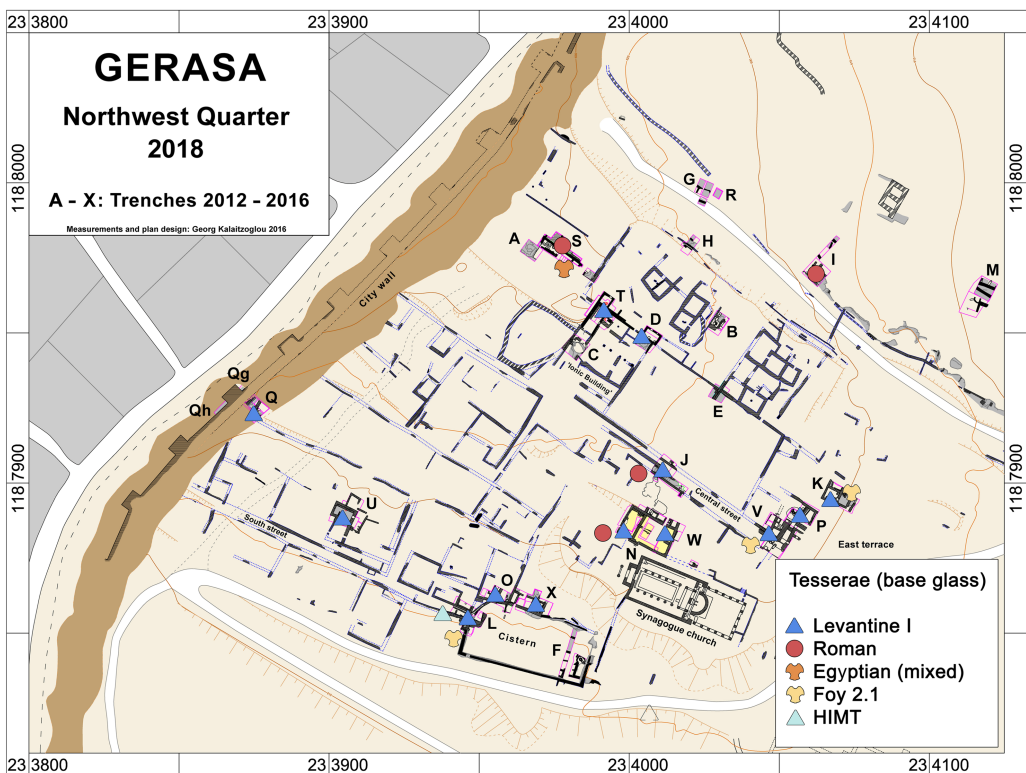 23 3800
23 3900
23 4000
23 4100
GERASA
Northwest Quarter
2018
A - X: Trenches 2012 - 2016
Measurements and plan design: Georg Kalaitzoglou 2016
118 8000
118 8000
G
R
A
S
H
I
M
City wall
T
D
B
C
'Ionic Building'
E
Qg
Q
Qh
118 7900
118 7900
J
K
Central street
V
P
U
South street
N
W
East terrace
O
X
L
Cistern
F
Synagogue church
Tesserae (base glass)
Levantine I
Roman
Egyptian (mixed)
Foy 2.1
HIMT
23 3800
23 3900
23 4000
23 4100